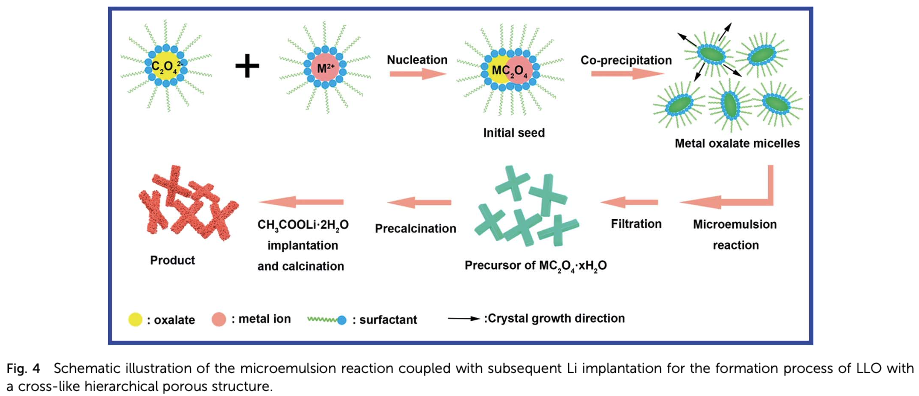 C₂O₄²⁻
M²⁺
Nucleation
MC₂O₄
Initial seed
Co-precipitation
Metal oxalate micelles
Microemulsion
reaction
Filtration
Precursor of MC₂O₄·xH₂O
Precalcination
CH₃COOLi·2H₂O
implantation
and calcination
Product
: oxalate
: metal ion
: surfactant
:Crystal growth direction
Fig. 4 Schematic illustration of the microemulsion reaction coupled with subsequent Li implantation for the formation process of LLO with
a cross-like hierarchical porous structure.